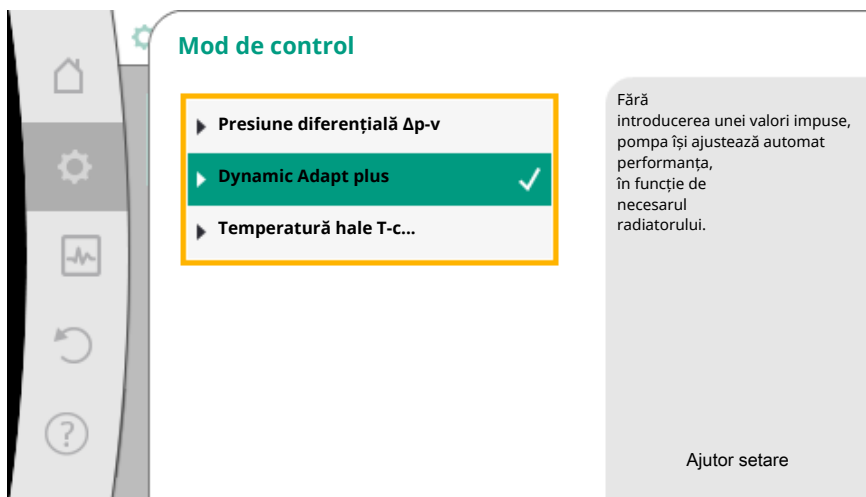 Mod de control
Presiune diferențială Δp-v
Dynamic Adapt plus
Temperatură hale T-c...
Fără
introducerea unei valori impuse,
pompa își ajustează automat
performanța,
în funcție de
necesarul
radiatorului.
Ajutor setare
?